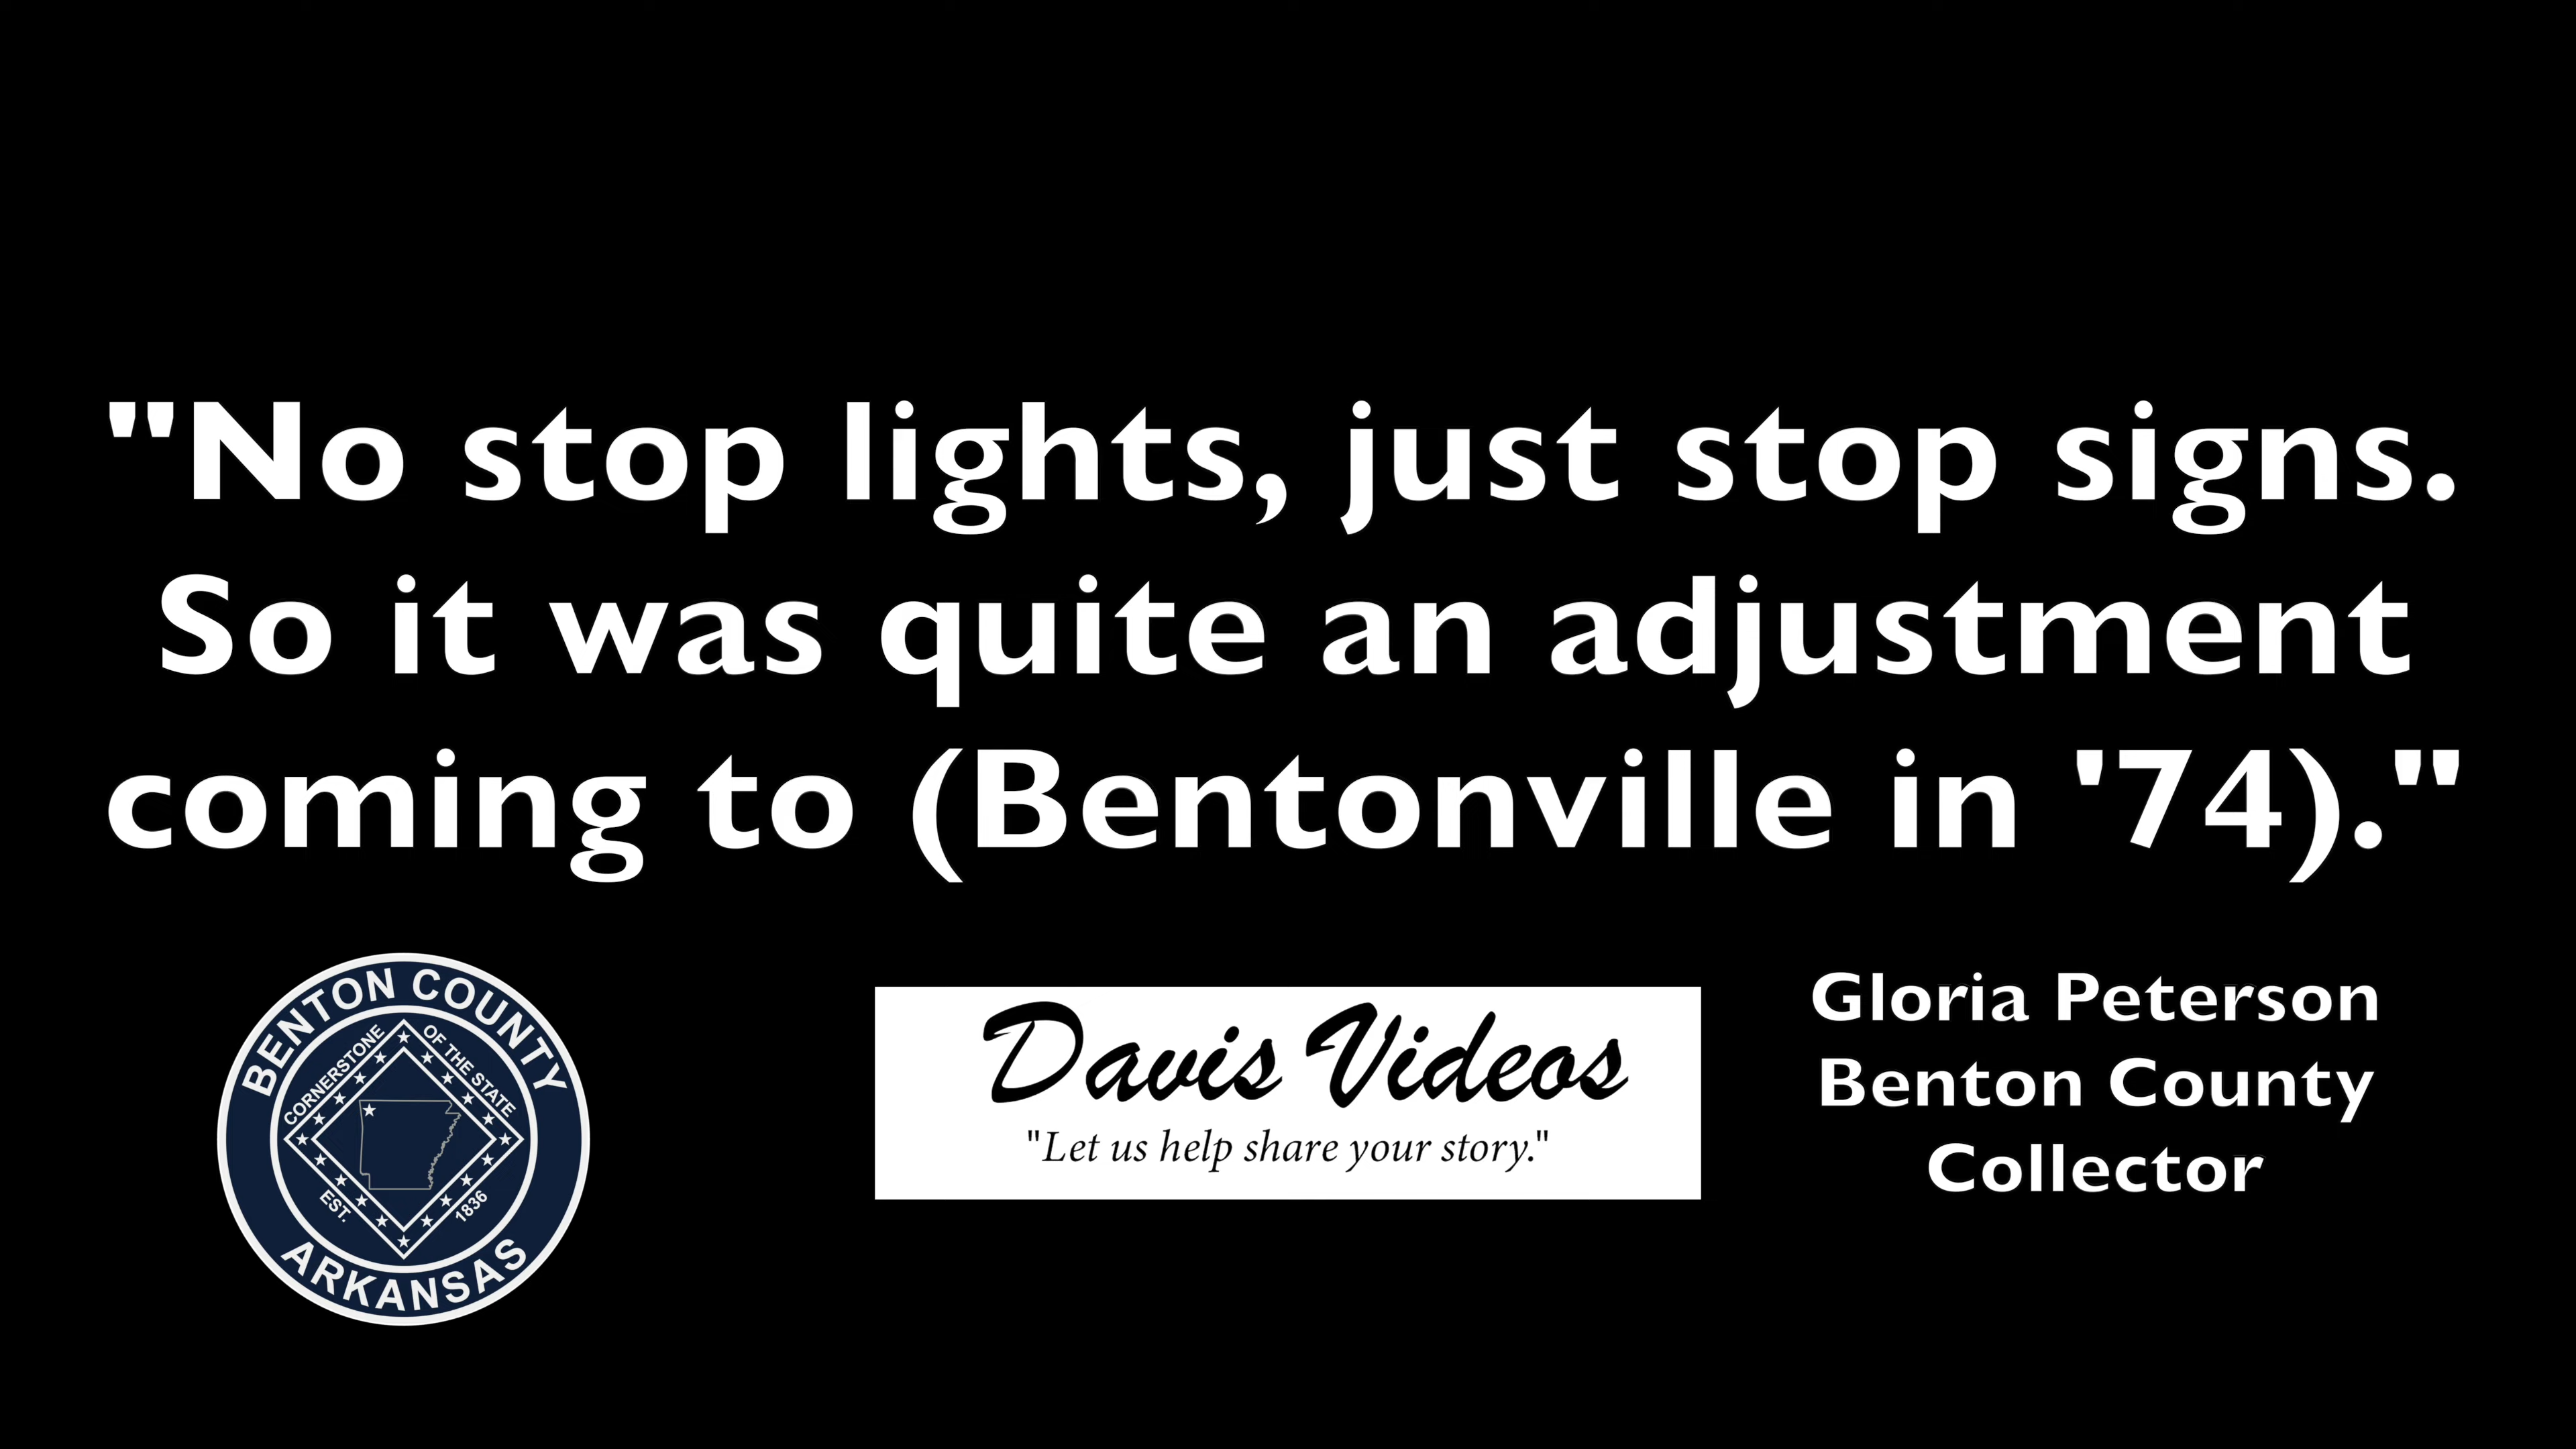 "No stop lights, just stop signs.
So it was quite an adjustment
coming to (Bentonville in '74)."
BENTON COUNTY
CORNERSTONE
OF THE STATE
EST.
1836
ARKANSAS
Davis Videos
"Let us help share your story."
Gloria Peterson
Benton County
Collector